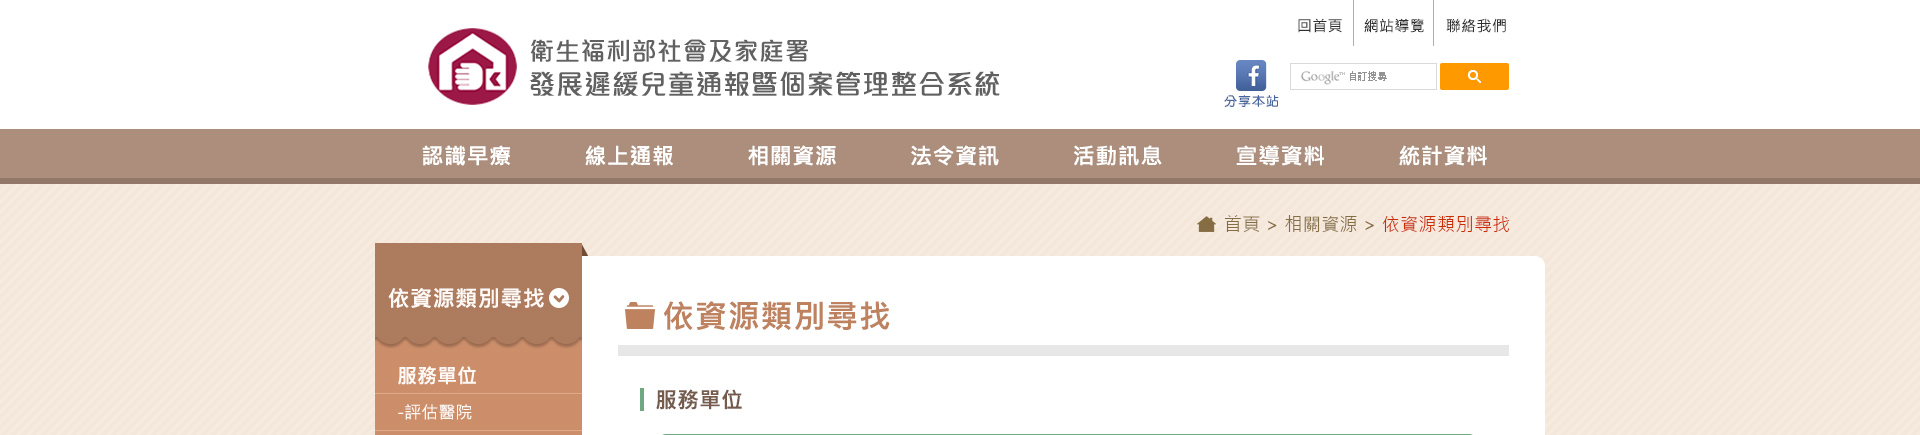 回首頁
網站導覽
聯絡我們
衛生福利部社會及家庭署
發展遲緩兒童通報暨個案管理整合系統
Google™ 自訂搜尋
分享本站
認識早療
線上通報
相關資源
法令資訊
活動訊息
宣導資料
統計資料
首頁 > 相關資源 > 依資源類別尋找
依資源類別尋找
服務單位
-評估醫院
依資源類別尋找
服務單位